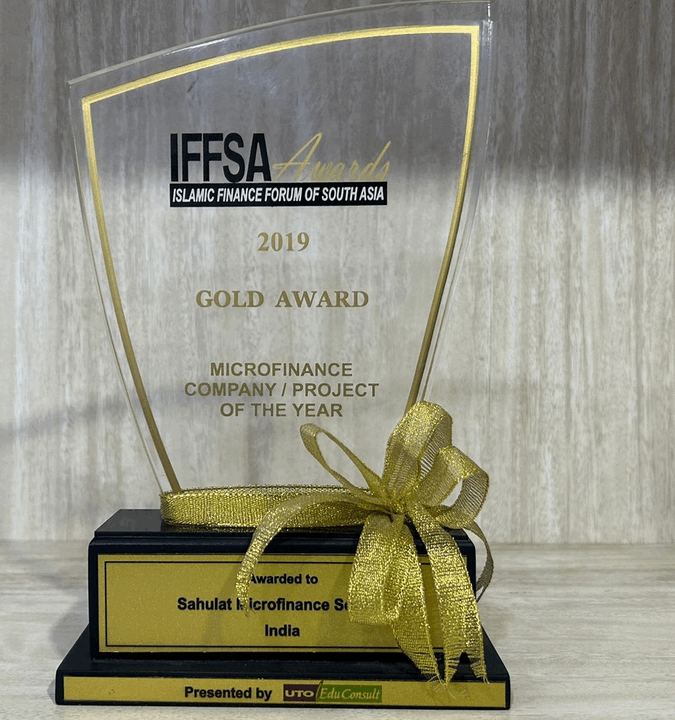 IFFSA Awards
ISLAMIC FINANCE FORUM OF SOUTH ASIA
2019
GOLD AWARD
MICROFINANCE
COMPANY / PROJECT
OF THE YEAR
Awarded to
Sahulat Microfinance
India
Presented by UTO EduConsult